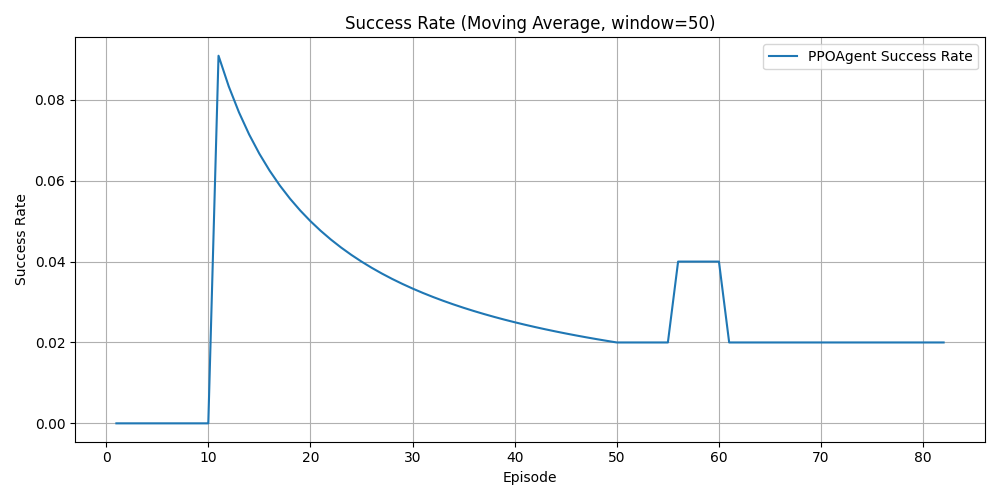 Success Rate (Moving Average, window=50)
PPOAgent Success Rate
Success Rate
0.08
0.06
0.04
0.02
0.00
0 10 20 30 40 50 60 70 80
Episode